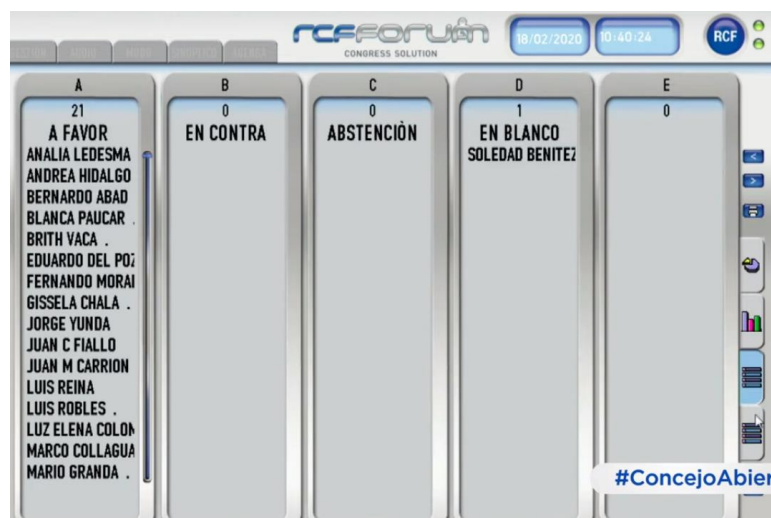 RCF FORUM
CONGRESS SOLUTION
18/02/2020
10:40:24
RCF
A
B
C
D
E
21
0
0
1
0
A FAVOR
EN CONTRA
ABSTENCIÒN
EN BLANCO
ANALIA LEDESMA
SOLEDAD BENITEZ
ANDREA HIDALGO
BERNARDO ABAD
BLANCA PAUCAR .
BRITH VACA .
EDUARDO DEL POZ
FERNANDO MORAI
GISSELA CHALA .
JORGE YUNDA
JUAN C FIALLO
JUAN M CARRION
LUIS REINA
LUIS ROBLES .
LUZ ELENA COLON
MARCO COLLAGUA
MARIO GRANDA .
#ConcejoAbier